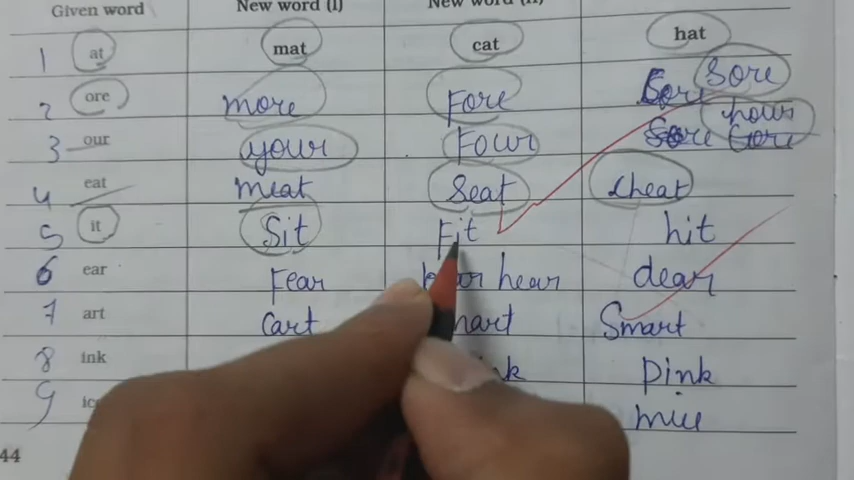 Given word New word (I) New word (II)
1 at mat cat hat
2 ore more Fore Sore
3 our your Four hour
4 eat meat Seat cheat
5 it Sit Fit hit
6 ear Fear hear dear
7 art Cart Smart
8 ink pink
9 mice
44